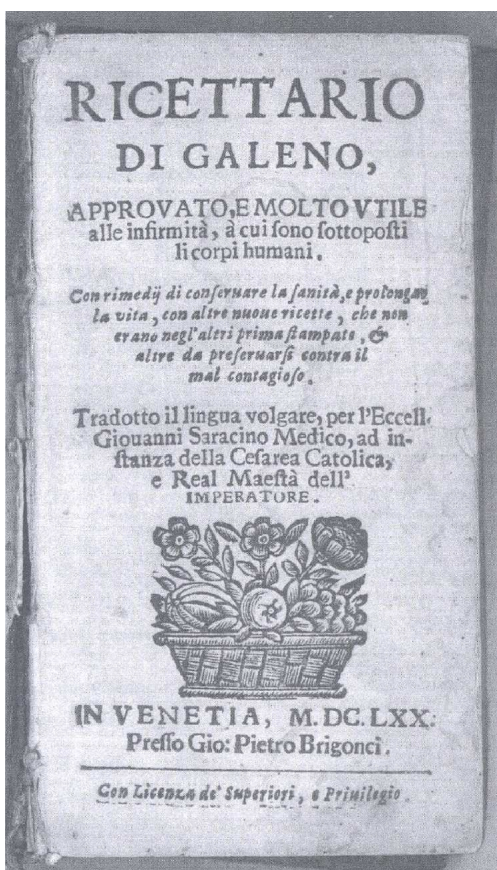 RICETTARIO
DI GALENO,
APPROVATO, E MOLTO VTILE
alle infirmità, à cui ſono ſottopoſti
li corpi humani.
Con rimedij di conſeruare la ſanità, e prolongar
la vita, con altre nuoue ricette, che non
erano negl'altri prima ſtampate, &
altre da preſeruarſi contra il
mal contagioſo.
Tradotto il lingua volgare, per l'Eccell.
Giouanni Saracino Medico, ad in-
ſtanza della Ceſarea Catolica,
e Real Maeſtà dell'
IMPERATORE.
IN VENETIA, M.DC.LXX.
Preſſo Gio: Pietro Brigonci.
Con Licenza de' Superiori, e Priuilegio.